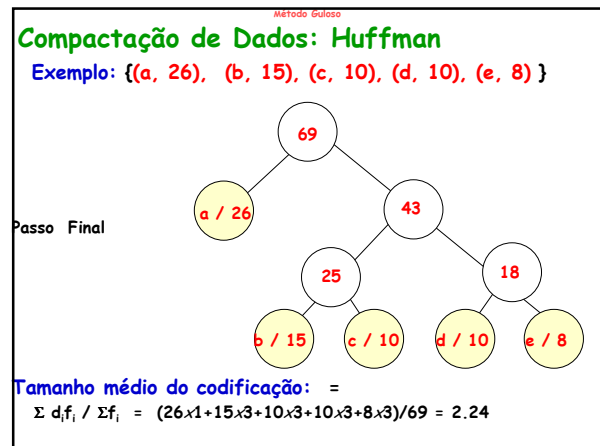 Método Guloso
Compactação de Dados: Huffman
Exemplo: {(a, 26), (b, 15), (c, 10), (d, 10), (e, 8) }
69
a / 26
43
Passo Final
25
18
b / 15
c / 10
d / 10
e / 8
Tamanho médio do codificação: =
Σ dᵢfᵢ / Σfᵢ = (26x1+15x3+10x3+10x3+8x3)/69 = 2.24